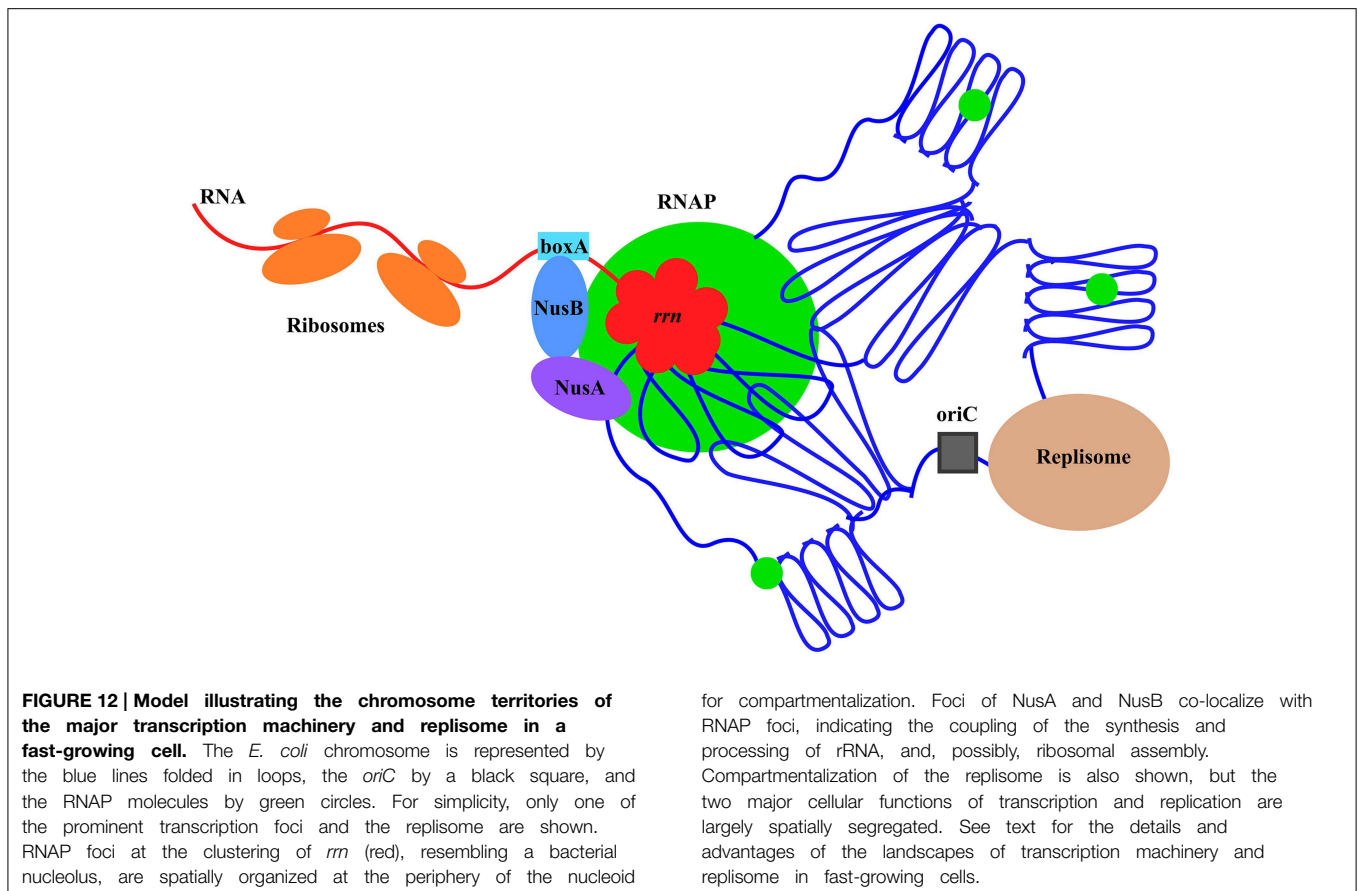 RNA
RNAP
boxA
NusB
rrn
Ribosomes
NusA
oriC
Replisome
FIGURE 12 | Model illustrating the chromosome territories of
the major transcription machinery and replisome in a
fast-growing cell. The E. coli chromosome is represented by
the blue lines folded in loops, the oriC by a black square, and
the RNAP molecules by green circles. For simplicity, only one of
the prominent transcription foci and the replisome are shown.
RNAP foci at the clustering of rrn (red), resembling a bacterial
nucleolus, are spatially organized at the periphery of the nucleoid
for compartmentalization. Foci of NusA and NusB co-localize with
RNAP foci, indicating the coupling of the synthesis and
processing of rRNA, and, possibly, ribosomal assembly.
Compartmentalization of the replisome is also shown, but the
two major cellular functions of transcription and replication are
largely spatially segregated. See text for the details and
advantages of the landscapes of transcription machinery and
replisome in fast-growing cells.